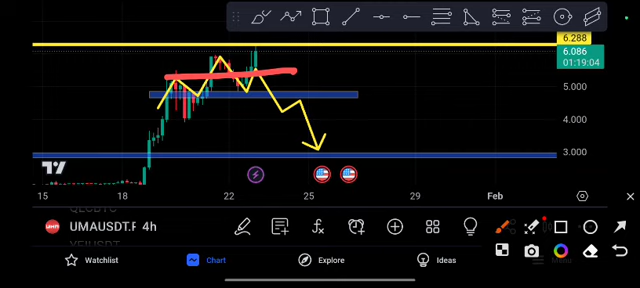 6.288
6.086
01:19:04
5.000
4.000
3.000
15
18
22
25
29
Feb
UMAUSDT.P 4h
Watchlist
Chart
Explore
Ideas